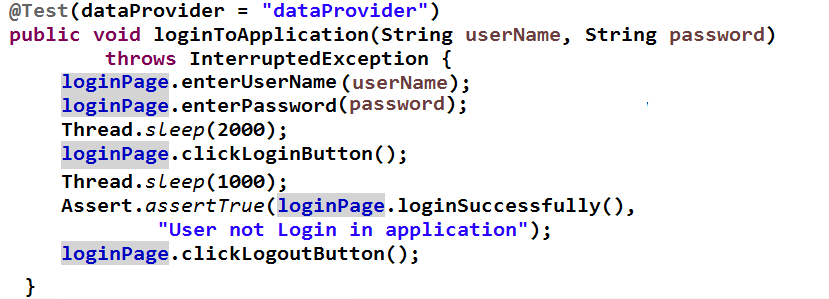 @Test(dataProvider = "dataProvider")
public void loginToApplication(String userName, String password)
throws InterruptedException {
loginPage.enterUserName(userName);
loginPage.enterPassword(password);
Thread.sleep(2000);
loginPage.clickLoginButton();
Thread.sleep(1000);
Assert.assertTrue(loginPage.loginSuccessfully(),
"User not Login in application");
loginPage.clickLogoutButton();
}